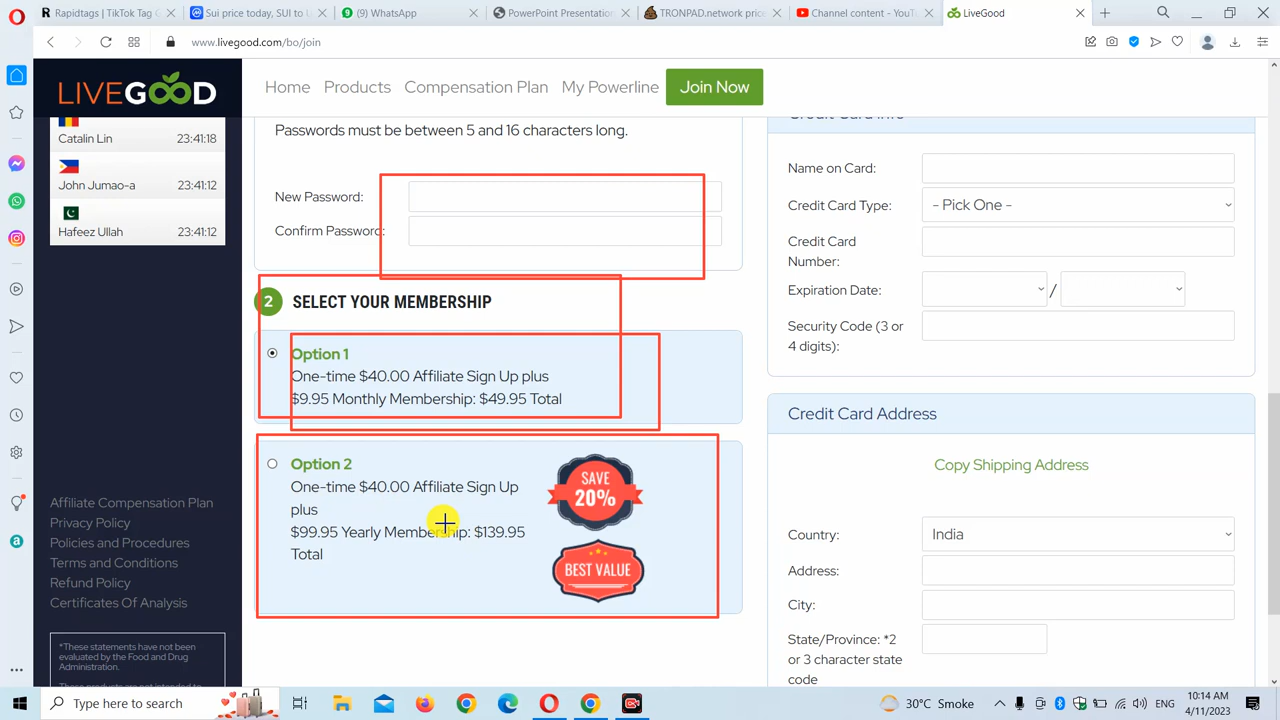 Rapidtags I TikTok Tag G
Coinbase
WhatsApp
PowerPoint Presentation
TRONPAD.network price
Channel content - YouTu
LiveGood
www.livegood.com/bo/join
LIVEGOOD
Home
Products
Compensation Plan
My Powerline
Join Now
Catalin Lin
23:41:18
John Jumao-a
23:41:12
Hafeez Ullah
23:41:12
Affiliate Compensation Plan
Privacy Policy
Policies and Procedures
Terms and Conditions
Refund Policy
Certificates Of Analysis
*These statements have not been
evaluated by the Food and Drug
Administration.
Passwords must be between 5 and 16 characters long.
New Password:
Confirm Password:
2
SELECT YOUR MEMBERSHIP
Option 1
One-time $40.00 Affiliate Sign Up plus
$9.95 Monthly Membership: $49.95 Total
Option 2
One-time $40.00 Affiliate Sign Up
plus
$99.95 Yearly Membership: $139.95
Total
SAVE
20%
BEST VALUE
Name on Card:
Credit Card Type:
- Pick One -
Credit Card
Number:
Expiration Date:
/
Security Code (3 or
4 digits):
Credit Card Address
Copy Shipping Address
Country:
India
Address:
City:
State/Province: *2
or 3 character state
code
Type here to search
30°C Smoke
ENG
10:14 AM
4/11/2023